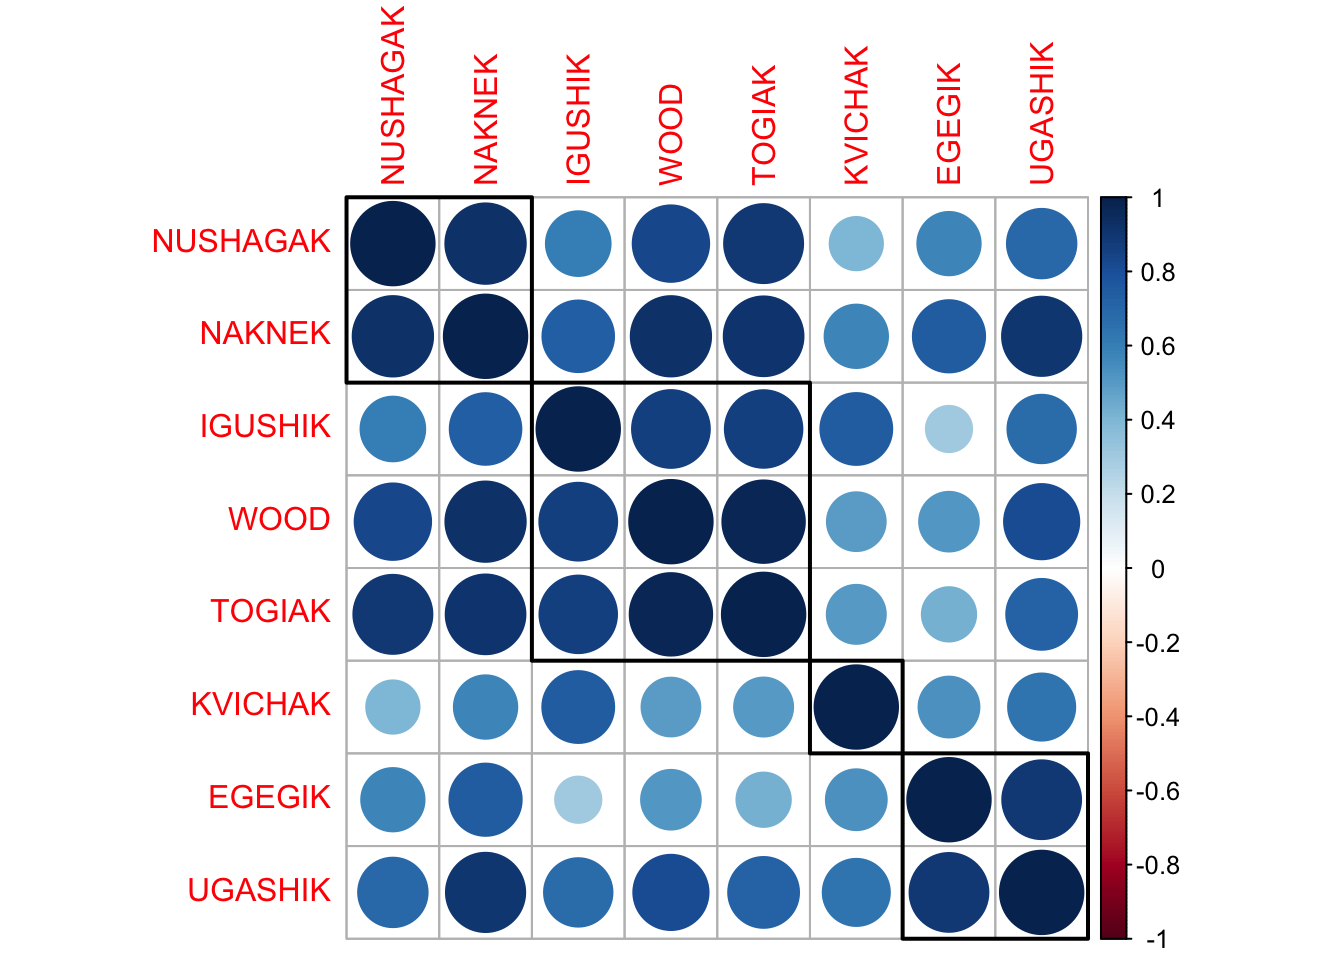 NUSHAGAK
NAKNEK
IGUSHIK
WOOD
TOGIAK
KVICHAK
EGEGIK
UGASHIK
NUSHAGAK
NAKNEK
IGUSHIK
WOOD
TOGIAK
KVICHAK
EGEGIK
UGASHIK
1
0.8
0.6
0.4
0.2
0
-0.2
-0.4
-0.6
-0.8
-1